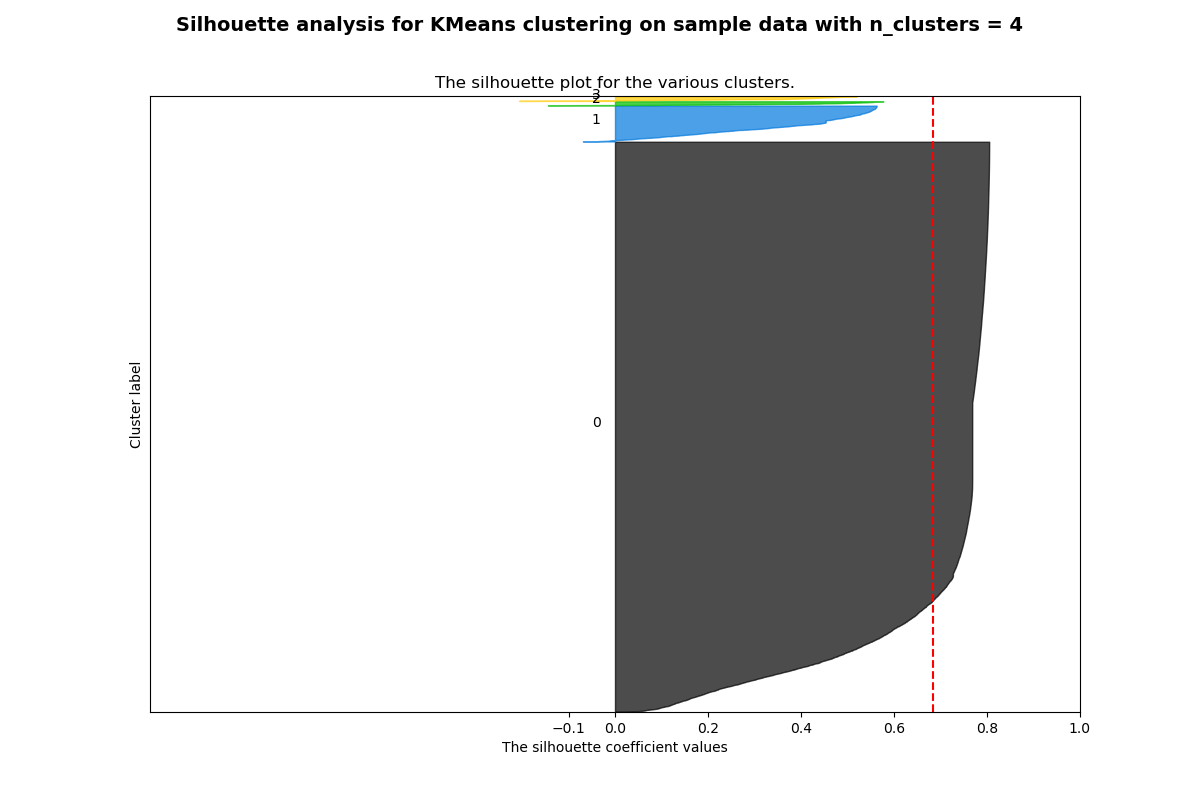 Silhouette analysis for KMeans clustering on sample data with n_clusters = 4
The silhouette plot for the various clusters.
3
2
1
0
Cluster label
−0.1 0.0 0.2 0.4 0.6 0.8 1.0
The silhouette coefficient values